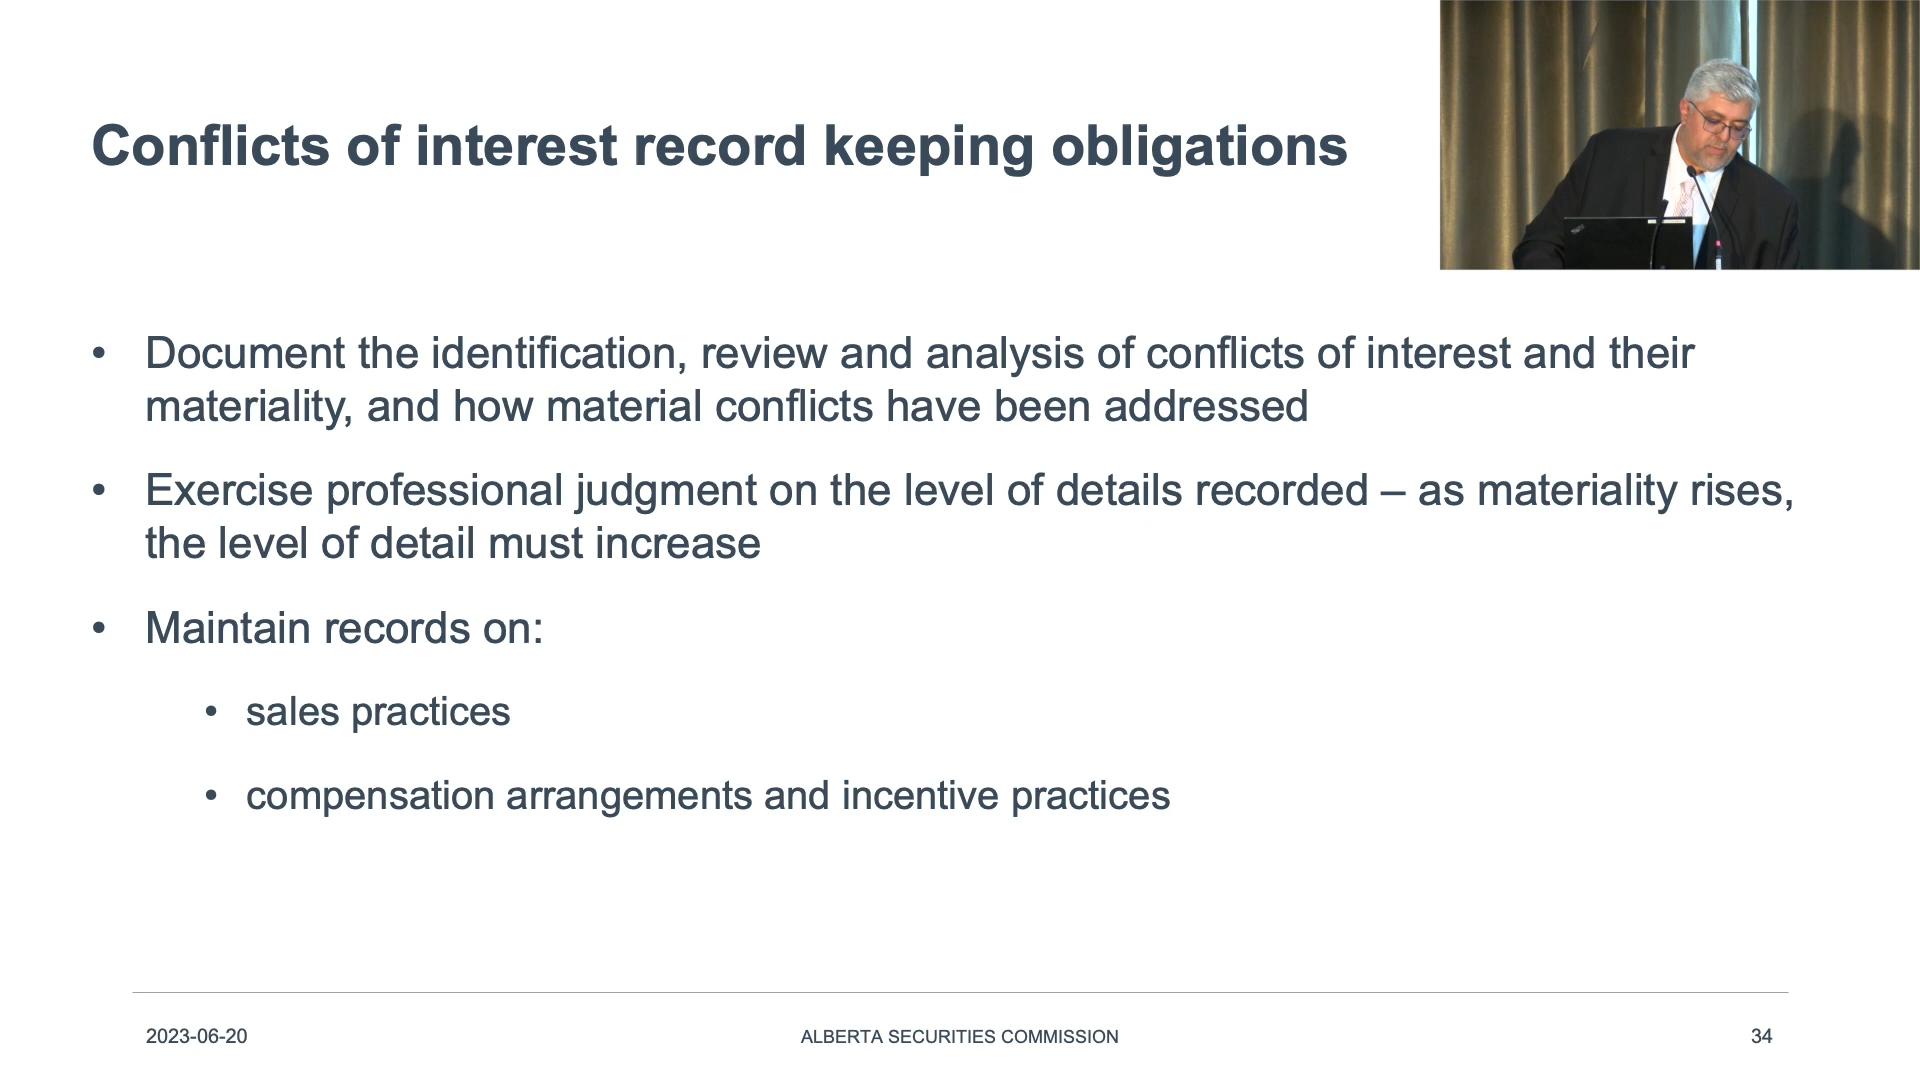 Conflicts of interest record keeping obligations
• Document the identification, review and analysis of conflicts of interest and their
materiality, and how material conflicts have been addressed
• Exercise professional judgment on the level of details recorded – as materiality rises,
the level of detail must increase
• Maintain records on:
• sales practices
• compensation arrangements and incentive practices
2023-06-20
ALBERTA SECURITIES COMMISSION
34